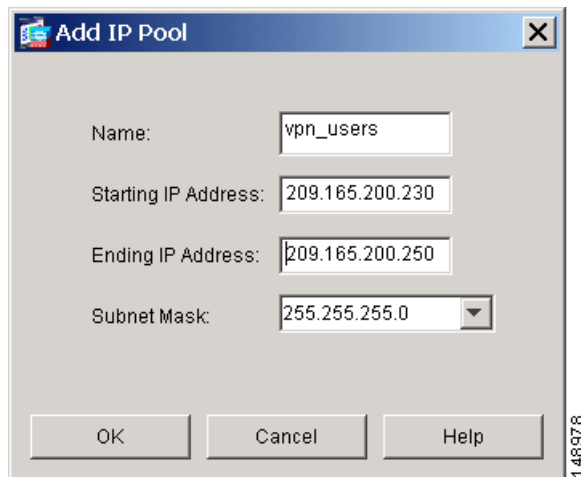 Add IP Pool
Name: vpn_users
Starting IP Address: 209.165.200.230
Ending IP Address: 209.165.200.250
Subnet Mask: 255.255.255.0
OK Cancel Help
148978